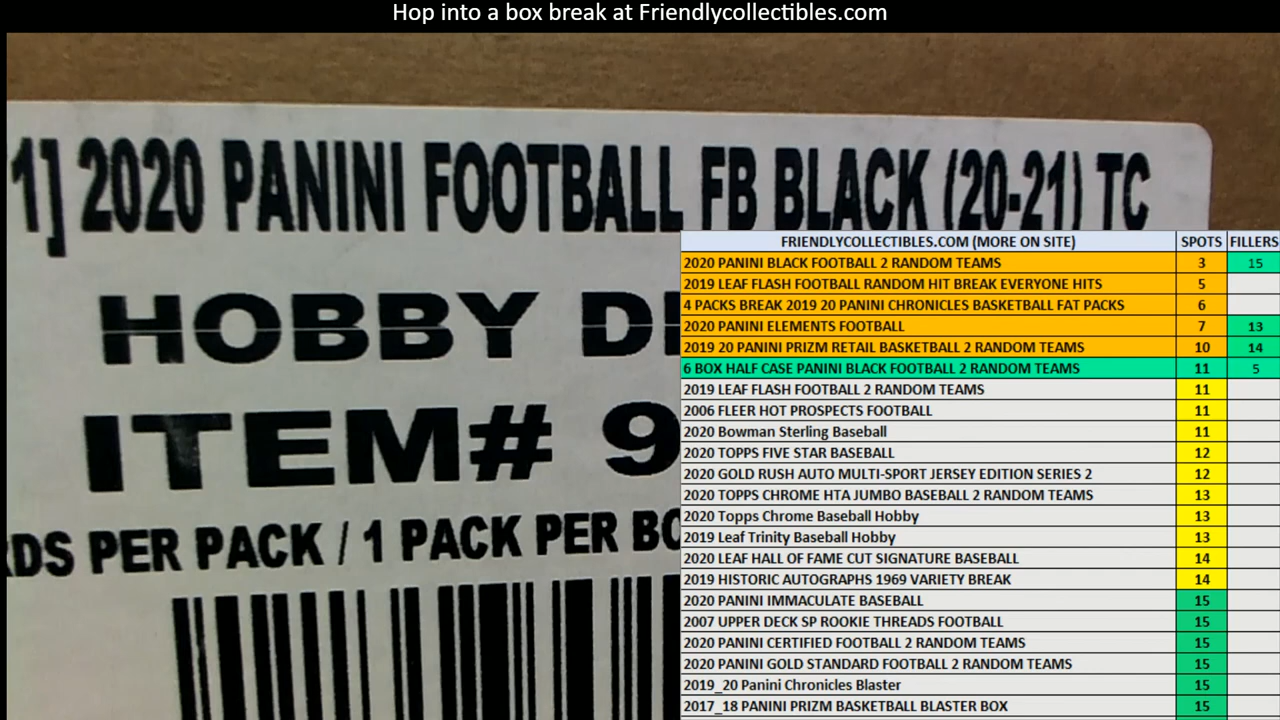 Hop into a box break at Friendlycollectibles.com
1] 2020 PANINI FOOTBALL FB BLACK (20-21) TC
HOBBY
ITEM# 9
PER PACK / 1 PACK PER
FRIENDLYCOLLECTIBLES.COM (MORE ON SITE) SPOTS FILLERS
2020 PANINI BLACK FOOTBALL 2 RANDOM TEAMS 3 15
2019 LEAF FLASH FOOTBALL RANDOM HIT BREAK EVERYONE HITS 5
4 PACKS BREAK 2019 20 PANINI CHRONICLES BASKETBALL FAT PACKS 6
2020 PANINI ELEMENTS FOOTBALL 7 13
2019 20 PANINI PRIZM RETAIL BASKETBALL 2 RANDOM TEAMS 10 14
6 BOX HALF CASE PANINI BLACK FOOTBALL 2 RANDOM TEAMS 11 5
2019 LEAF FLASH FOOTBALL 2 RANDOM TEAMS 11
2006 FLEER HOT PROSPECTS FOOTBALL 11
2020 Bowman Sterling Baseball 11
2020 TOPPS FIVE STAR BASEBALL 12
2020 GOLD RUSH AUTO MULTI-SPORT JERSEY EDITION SERIES 2 12
2020 TOPPS CHROME HTA JUMBO BASEBALL 2 RANDOM TEAMS 13
2020 Topps Chrome Baseball Hobby 13
2019 Leaf Trinity Baseball Hobby 13
2020 LEAF HALL OF FAME CUT SIGNATURE BASEBALL 14
2019 HISTORIC AUTOGRAPHS 1969 VARIETY BREAK 14
2020 PANINI IMMACULATE BASEBALL 15
2007 UPPER DECK SP ROOKIE THREADS FOOTBALL 15
2020 PANINI CERTIFIED FOOTBALL 2 RANDOM TEAMS 15
2020 PANINI GOLD STANDARD FOOTBALL 2 RANDOM TEAMS 15
2019_20 Panini Chronicles Blaster 15
2017_18 PANINI PRIZM BASKETBALL BLASTER BOX 15